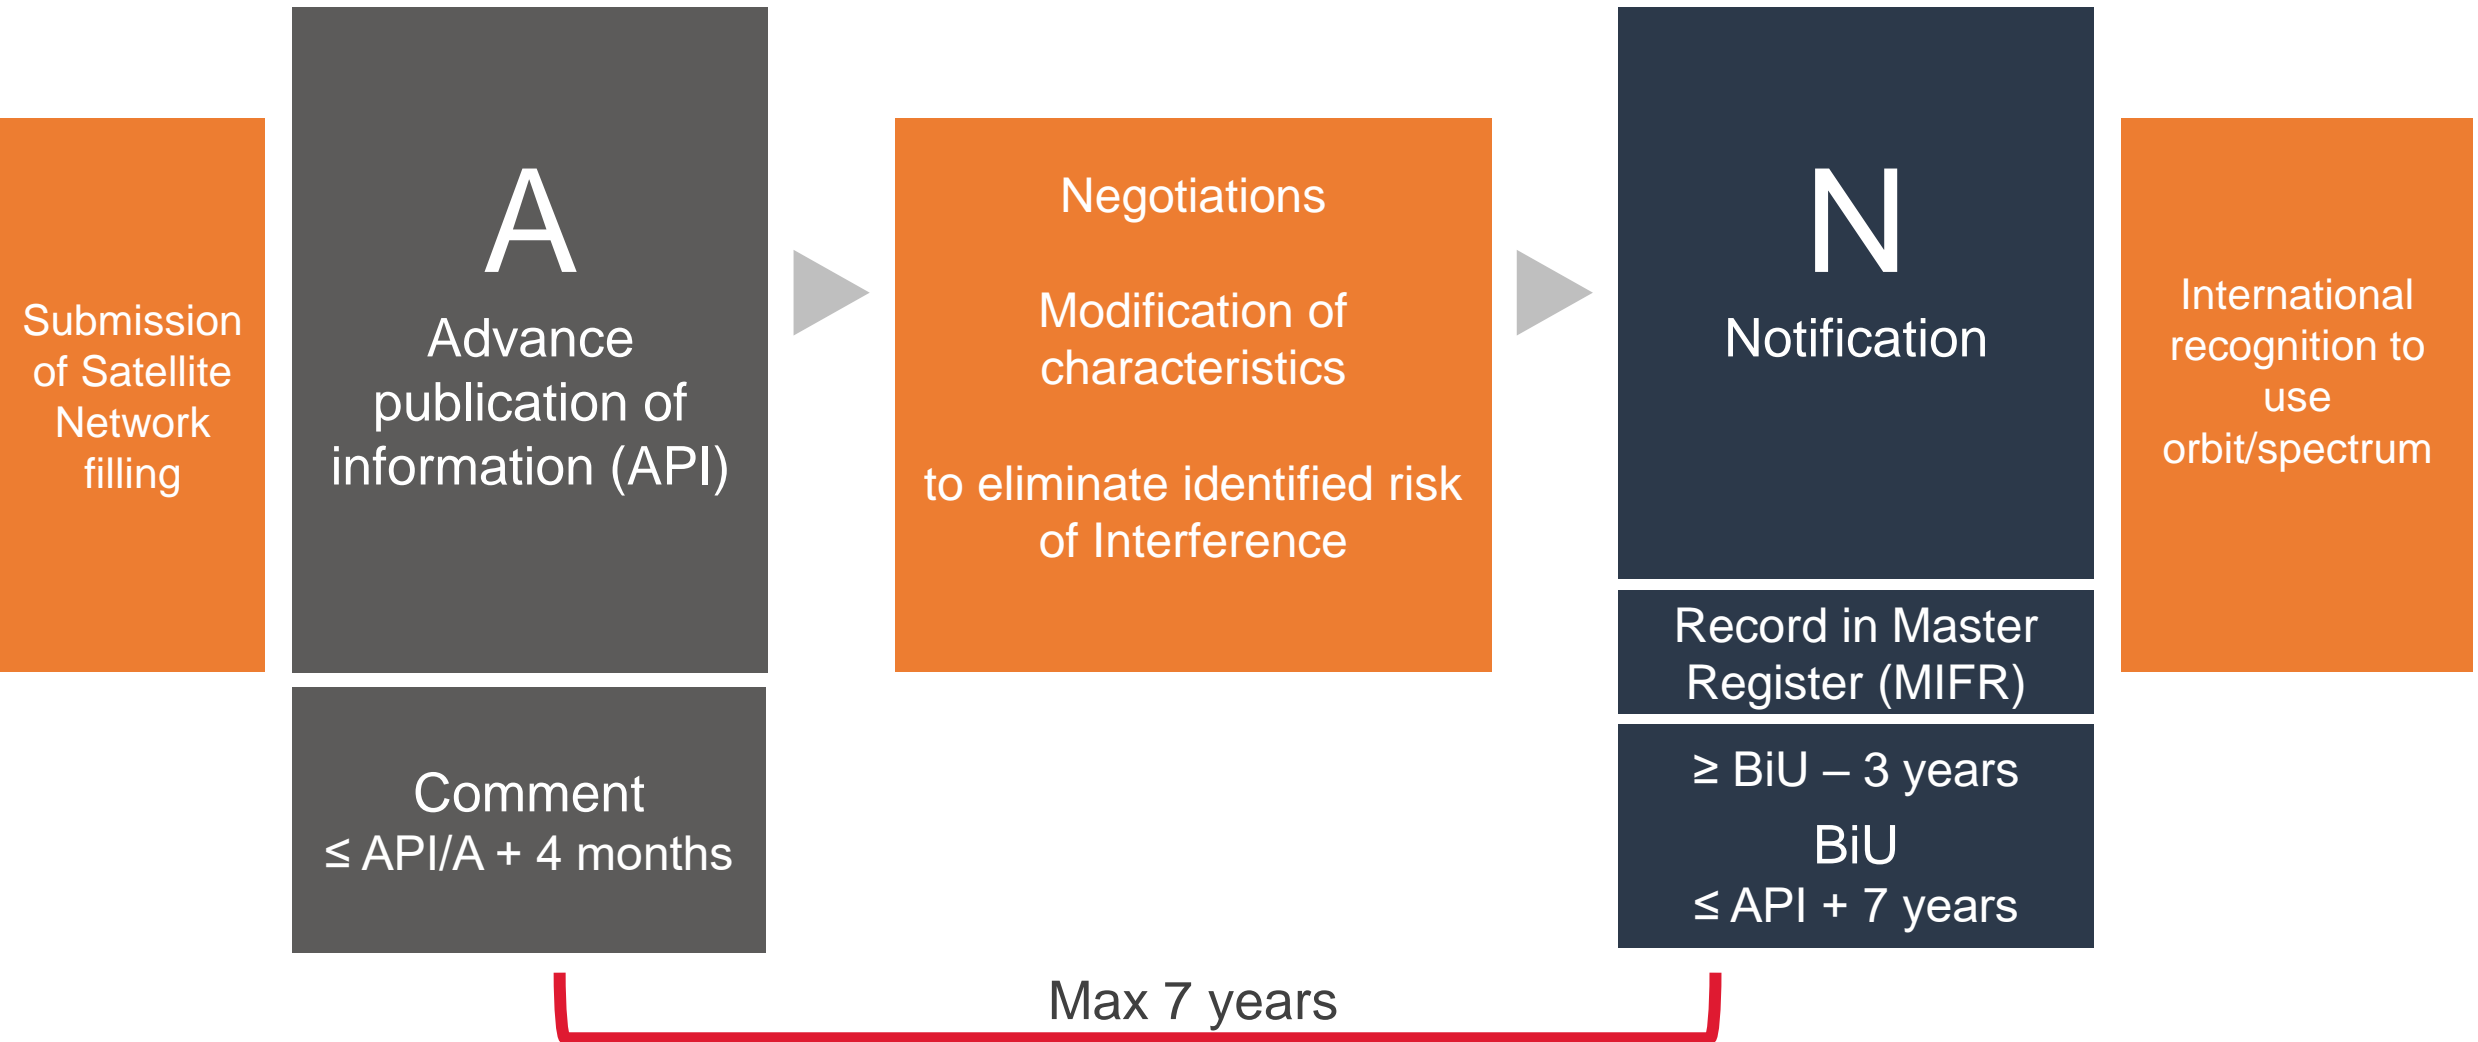 Submission
of Satellite
Network
filling
A
Advance
publication of
information (API)
Comment
≤ API/A + 4 months
Negotiations
Modification of
characteristics
to eliminate identified risk
of Interference
N
Notification
Record in Master
Register (MIFR)
≥ BiU – 3 years
BiU
≤ API + 7 years
International
recognition to
use
orbit/spectrum
Max 7 years